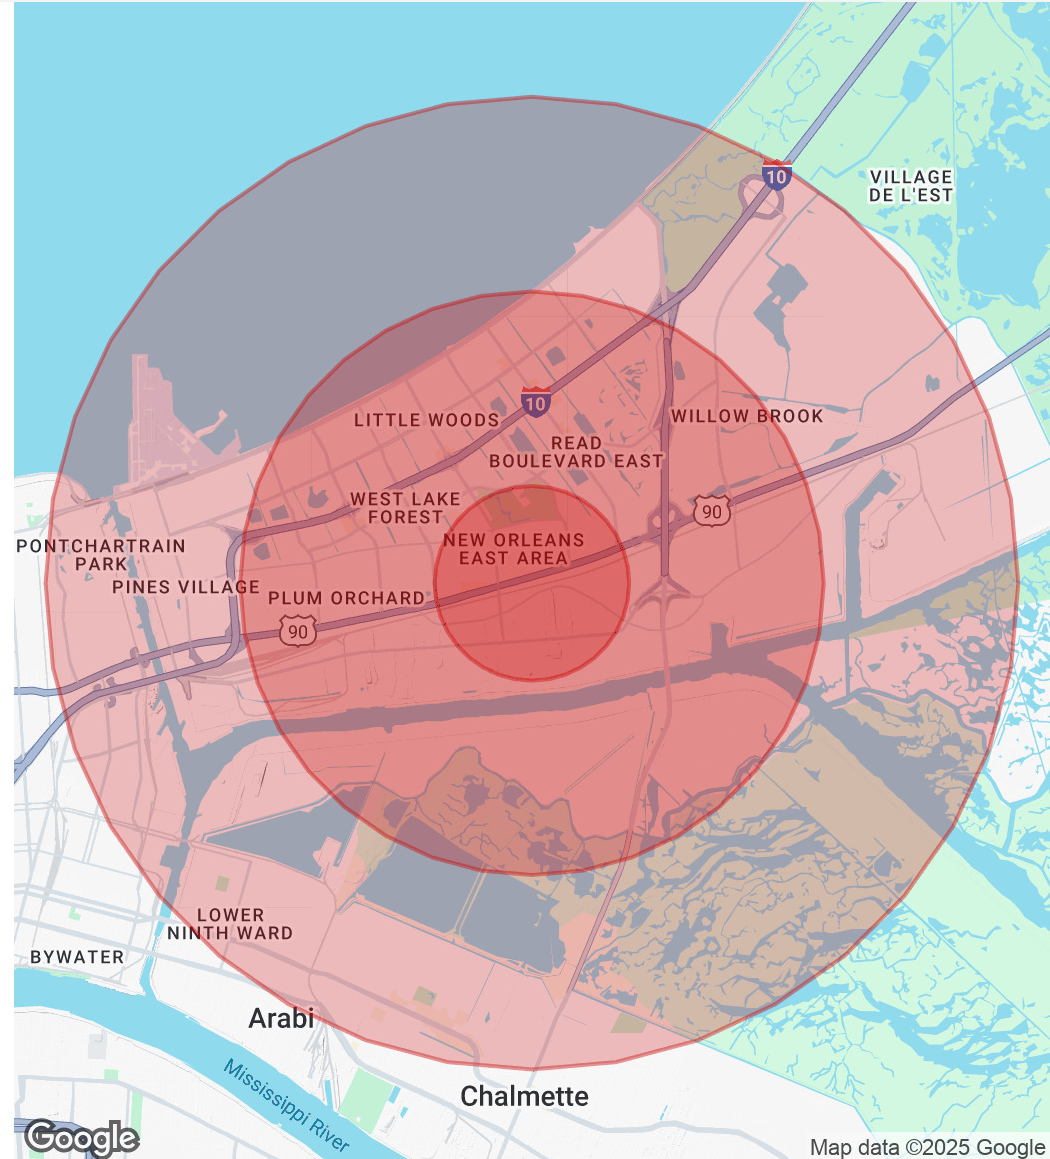 10
VILLAGE
DE L'EST
10
LITTLE WOODS
WILLOW BROOK
READ
BOULEVARD EAST
WEST LAKE
FOREST
90
NEW ORLEANS
EAST AREA
PONTCHARTRAIN
PARK
PINES VILLAGE
PLUM ORCHARD
90
LOWER
NINTH WARD
BYWATER
Arabi
Mississippi River
Chalmette
Google
Map data ©2025 Google